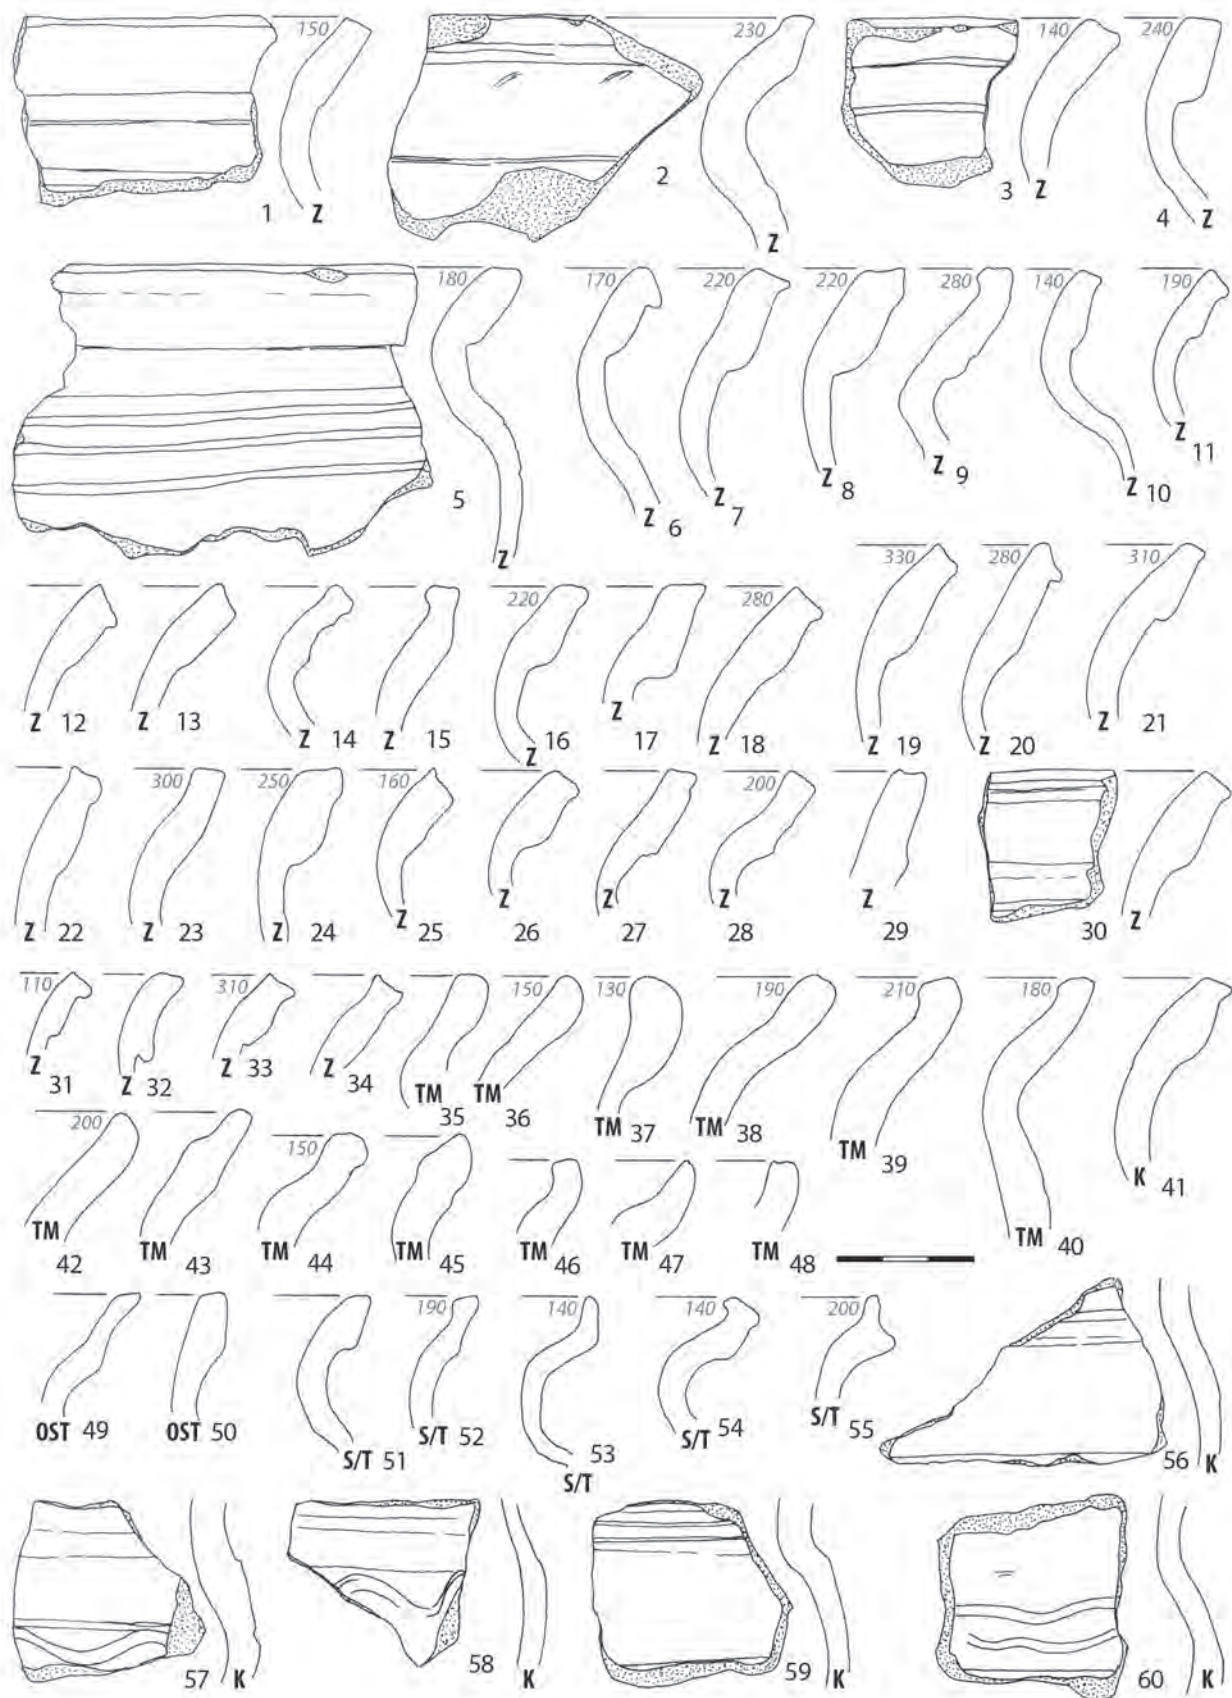 150 230 140 240
1 Z 2 Z 3 Z 4 Z
180 170 220 220 280 140 190
5 Z 6 Z 7 Z 8 Z 9 Z 10 Z 11 Z
220 280 330 280 310
Z 12 Z 13 Z 14 Z 15 Z 16 Z 17 Z 18 Z 19 Z 20 Z 21
300 250 160 200
Z 22 Z 23 Z 24 Z 25 Z 26 Z 27 Z 28 Z 29 30 Z
110 310 150 130 190 210 180
Z 31 Z 32 Z 33 Z 34 TM 35 TM 36 TM 37 TM 38 TM 39 TM 40 K 41
200 150
TM 42 TM 43 TM 44 TM 45 TM 46 TM 47 TM 48
190 140 140 200
OST 49 OST 50 S/T 51 S/T 52 S/T 53 S/T 54 S/T 55 56 K
57 K 58 K 59 K 60 K